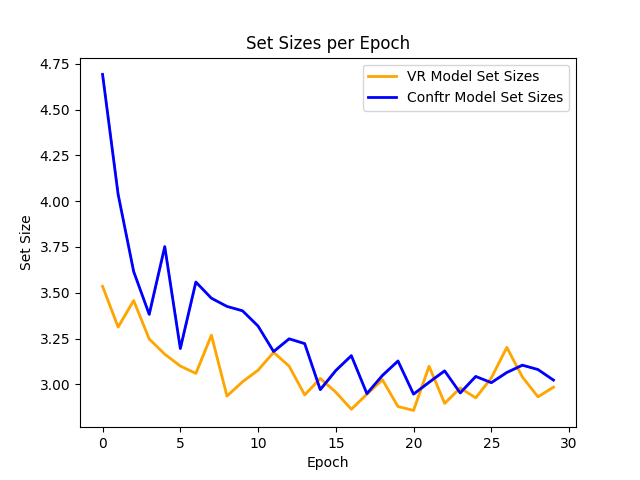 Set Sizes per Epoch
VR Model Set Sizes
Conftr Model Set Sizes
4.75
4.50
4.25
4.00
3.75
3.50
3.25
3.00
Set Size
0 5 10 15 20 25 30
Epoch